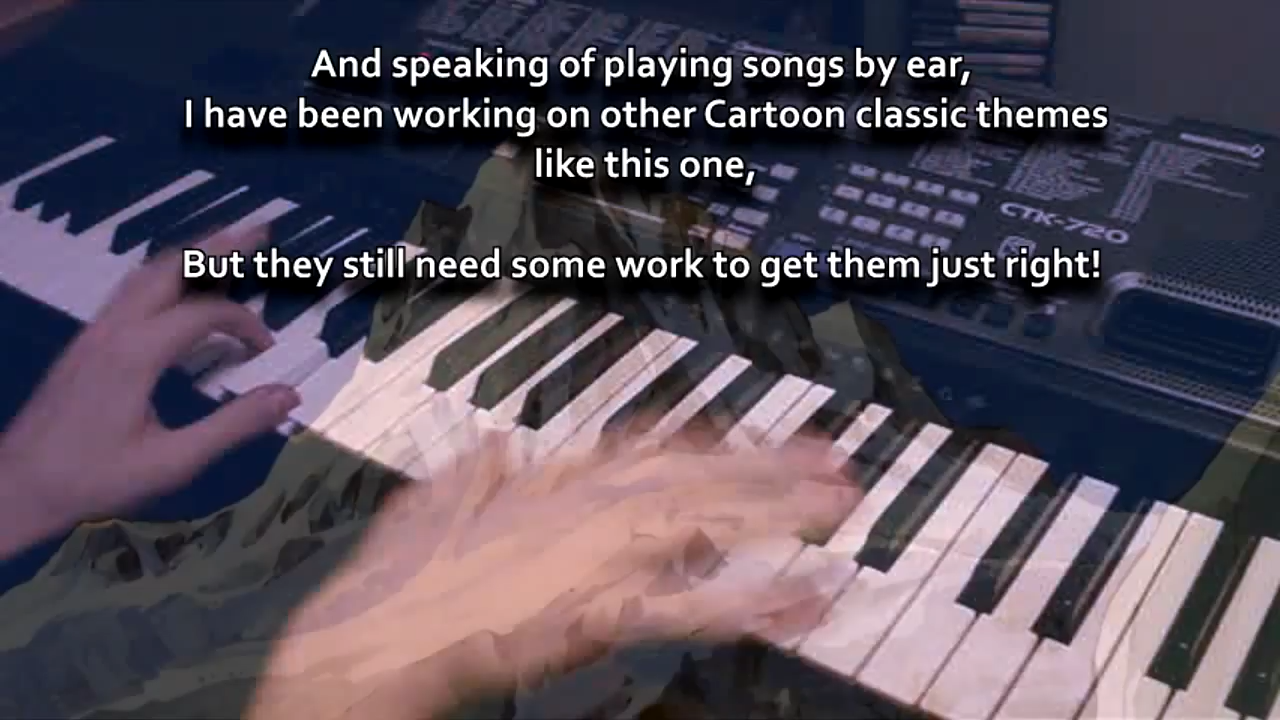 And speaking of playing songs by ear,
I have been working on other Cartoon classic themes
like this one,
But they still need some work to get them just right!
CTK-720